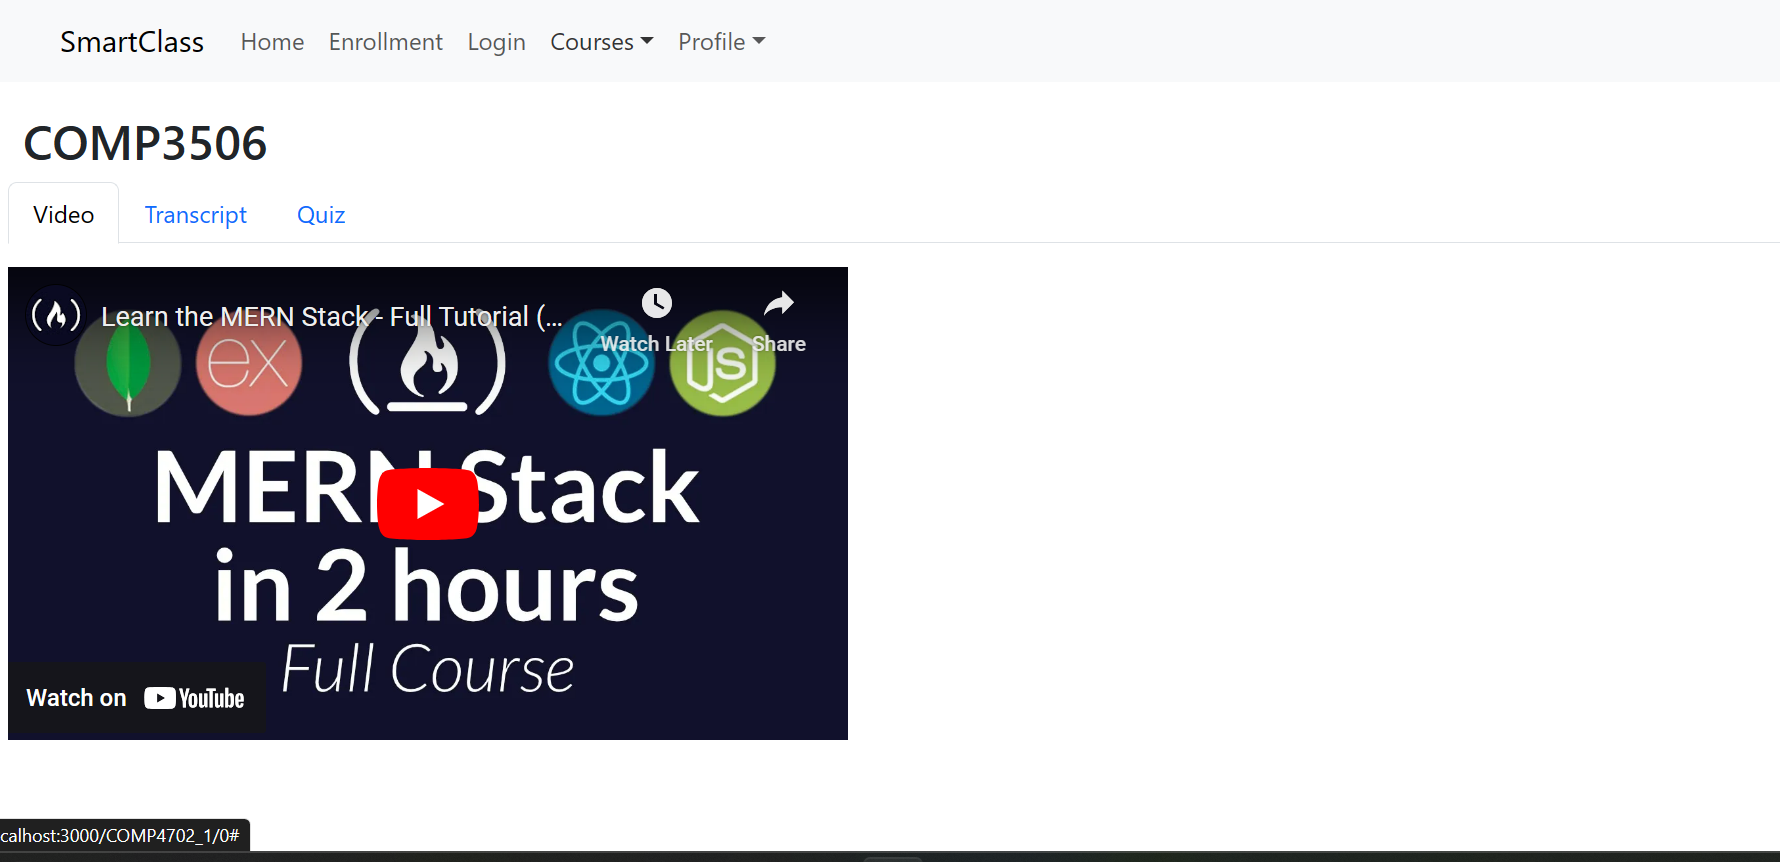 SmartClass Home Enrollment Login Courses Profile
COMP3506
Video Transcript Quiz
Learn the MERN Stack - Full Tutorial (...
Watch Later Share
ex JS
MERN Stack
in 2 hours
Full Course
Watch on YouTube
calhost:3000/COMP4702_1/0#